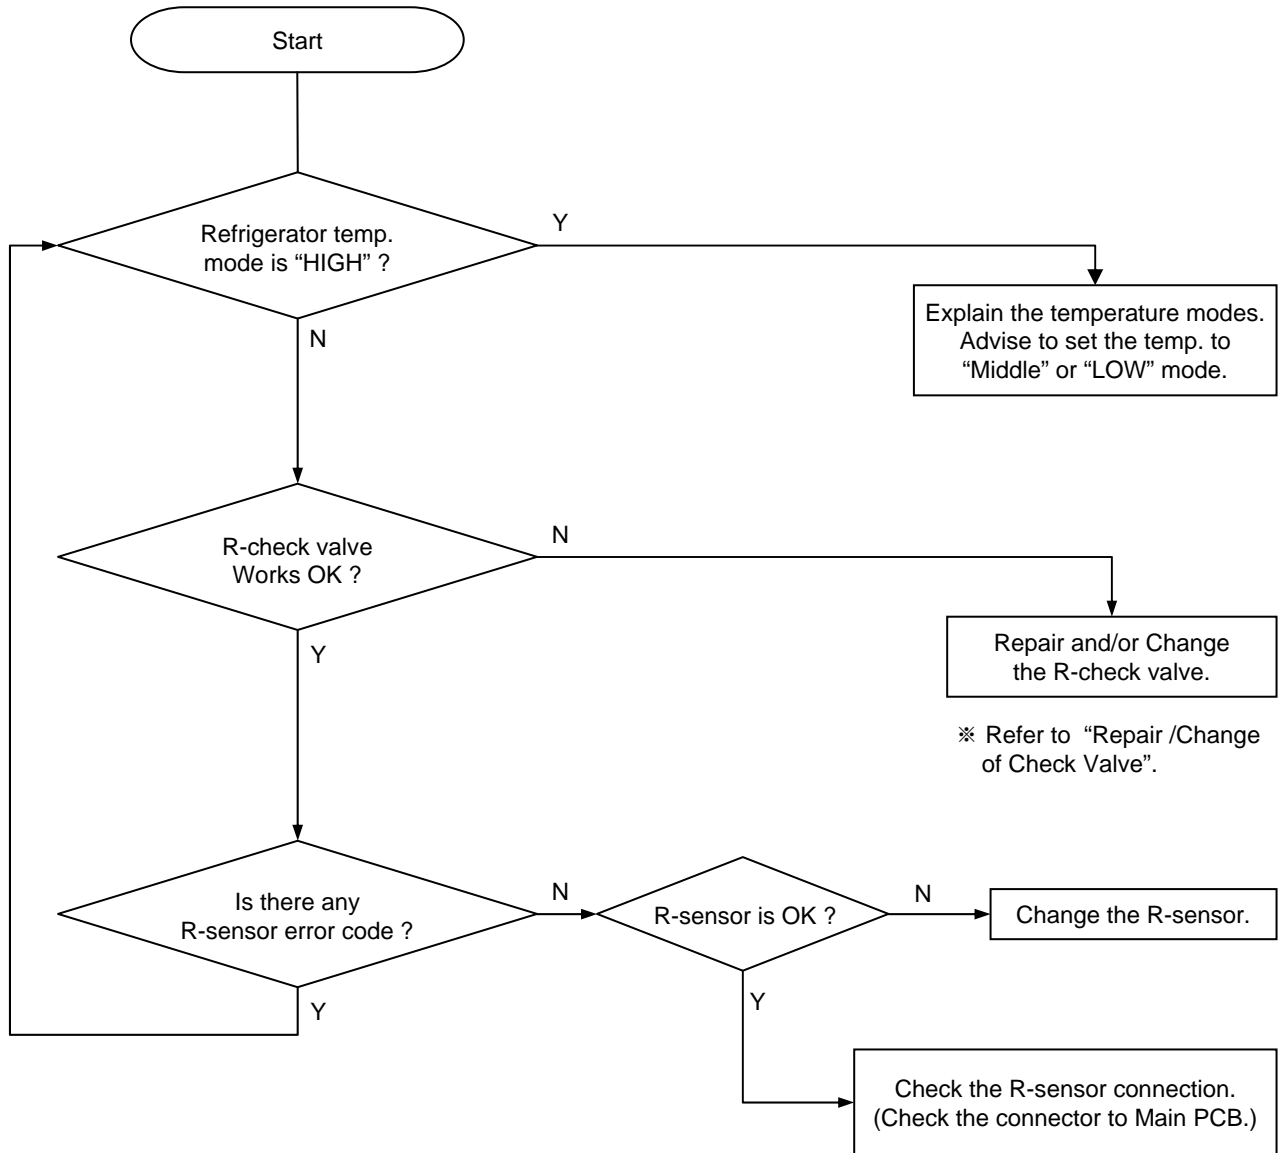 Start
Refrigerator temp.
mode is “HIGH” ?
Y
N
Explain the temperature modes.
Advise to set the temp. to
“Middle” or “LOW” mode.
R-check valve
Works OK ?
N
Y
Repair and/or Change
the R-check valve.
※ Refer to “Repair /Change
of Check Valve”.
Is there any
R-sensor error code ?
N
Y
R-sensor is OK ?
N
Y
Change the R-sensor.
Check the R-sensor connection.
(Check the connector to Main PCB.)